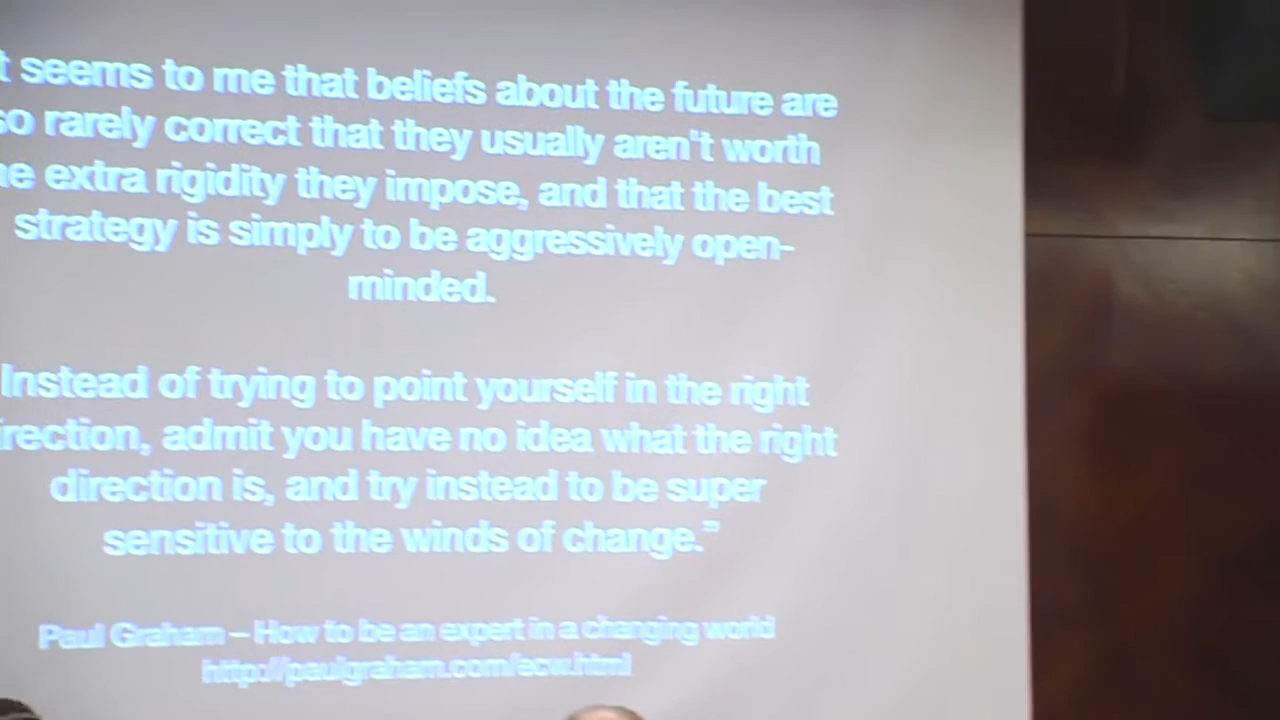 t seems to me that beliefs about the future are
so rarely correct that they usually aren't worth
he extra rigidity they impose, and that the best
strategy is simply to be aggressively open-
minded.
Instead of trying to point yourself in the right
irection, admit you have no idea what the right
direction is, and try instead to be super
sensitive to the winds of change.”
Paul Graham – How to be an expert in a changing world
http://paulgraham.com/ecw.html